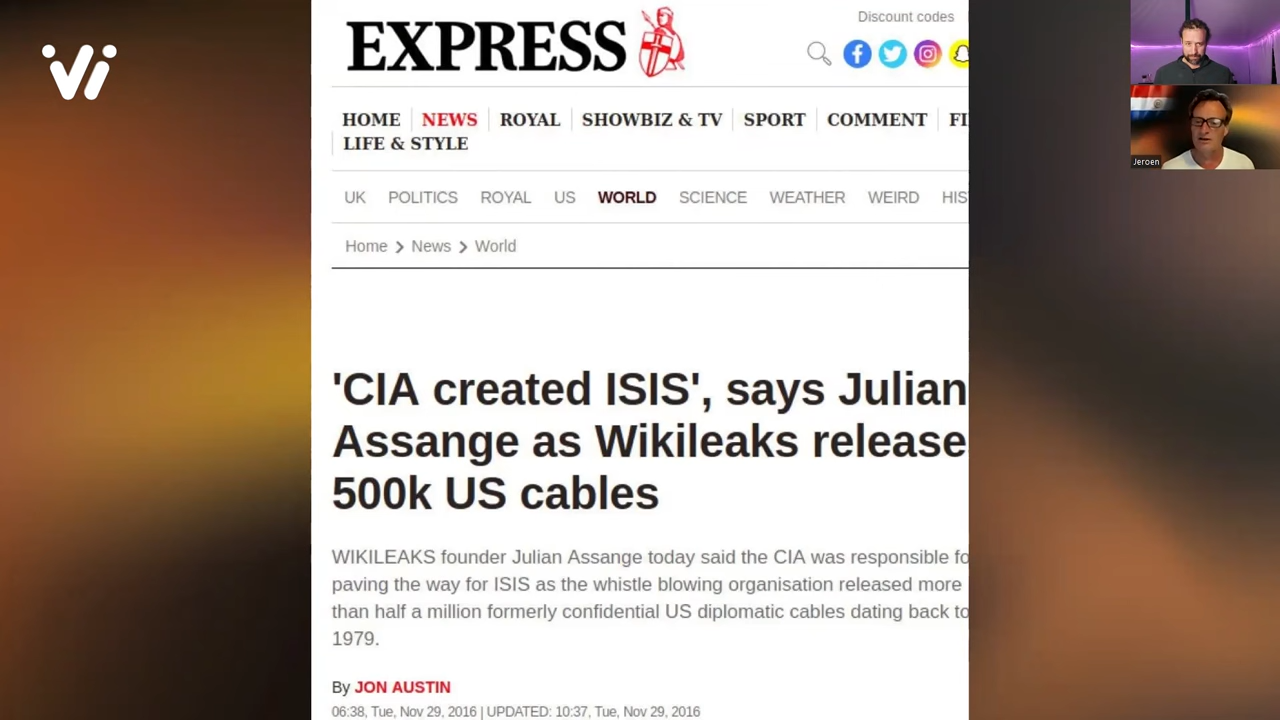 EXPRESS
Discount codes
HOME NEWS ROYAL SHOWBIZ & TV SPORT COMMENT FI
LIFE & STYLE
UK POLITICS ROYAL US WORLD SCIENCE WEATHER WEIRD HIS
Home > News > World
'CIA created ISIS', says Julian
Assange as Wikileaks release
500k US cables
WIKILEAKS founder Julian Assange today said the CIA was responsible fo
paving the way for ISIS as the whistle blowing organisation released more
than half a million formerly confidential US diplomatic cables dating back to
1979.
By JON AUSTIN
06:38, Tue, Nov 29, 2016 | UPDATED: 10:37, Tue, Nov 29, 2016
Jeroen